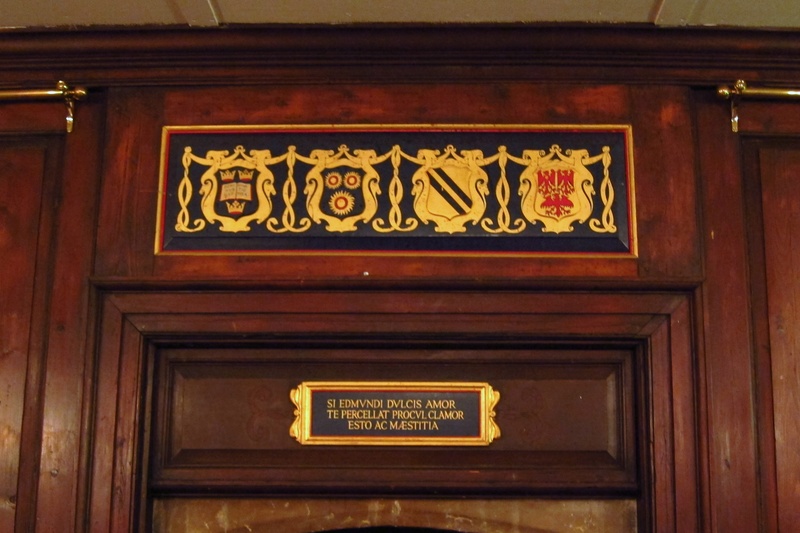 SI EDMVNDI DVLCIS AMOR
TE PERCELLAT PROCVL CLAMOR
ESTO AC MÆSTITIA